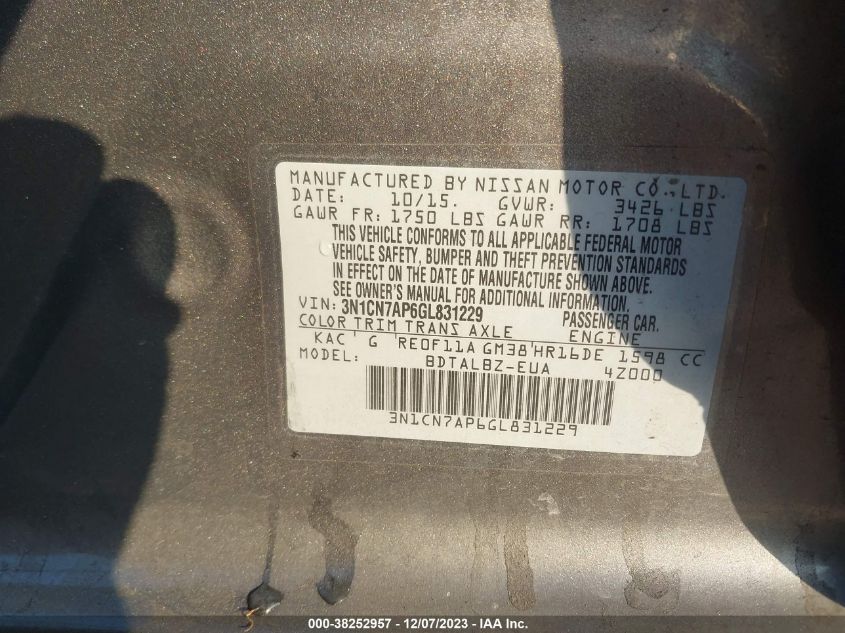 MANUFACTURED BY NISSAN MOTOR CO., LTD.
DATE: 10/15. GVWR: 3426 LBS
GAWR FR: 1750 LBS GAWR RR: 1708 LBS
THIS VEHICLE CONFORMS TO ALL APPLICABLE FEDERAL MOTOR
VEHICLE SAFETY, BUMPER AND THEFT PREVENTION STANDARDS
IN EFFECT ON THE DATE OF MANUFACTURE SHOWN ABOVE.
SEE OWNER'S MANUAL FOR ADDITIONAL INFORMATION.
VIN: 3N1CN7AP6GL831229 PASSENGER CAR.
COLOR TRIM TRANS AXLE ENGINE
KAC G RE0F11A GM38 HR16DE 1598 CC
MODEL: BDTALBZ-EUA 4Z000
3N1CN7AP6GL831229
000-38252957 - 12/07/2023 - IAA Inc.